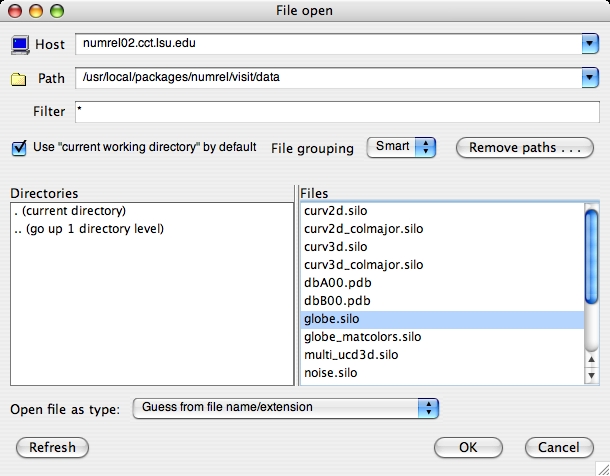 File open
Host numrel02.cct.lsu.edu
Path /usr/local/packages/numrel/visit/data
Filter *
Use "current working directory" by default File grouping Smart Remove paths . . .
Directories Files
. (current directory)
.. (go up 1 directory level)
curv2d.silo
curv2d_colmajor.silo
curv3d.silo
curv3d_colmajor.silo
dbA00.pdb
dbB00.pdb
globe.silo
globe_matcolors.silo
multi_ucd3d.silo
noise.silo
Open file as type: Guess from file name/extension
Refresh OK Cancel